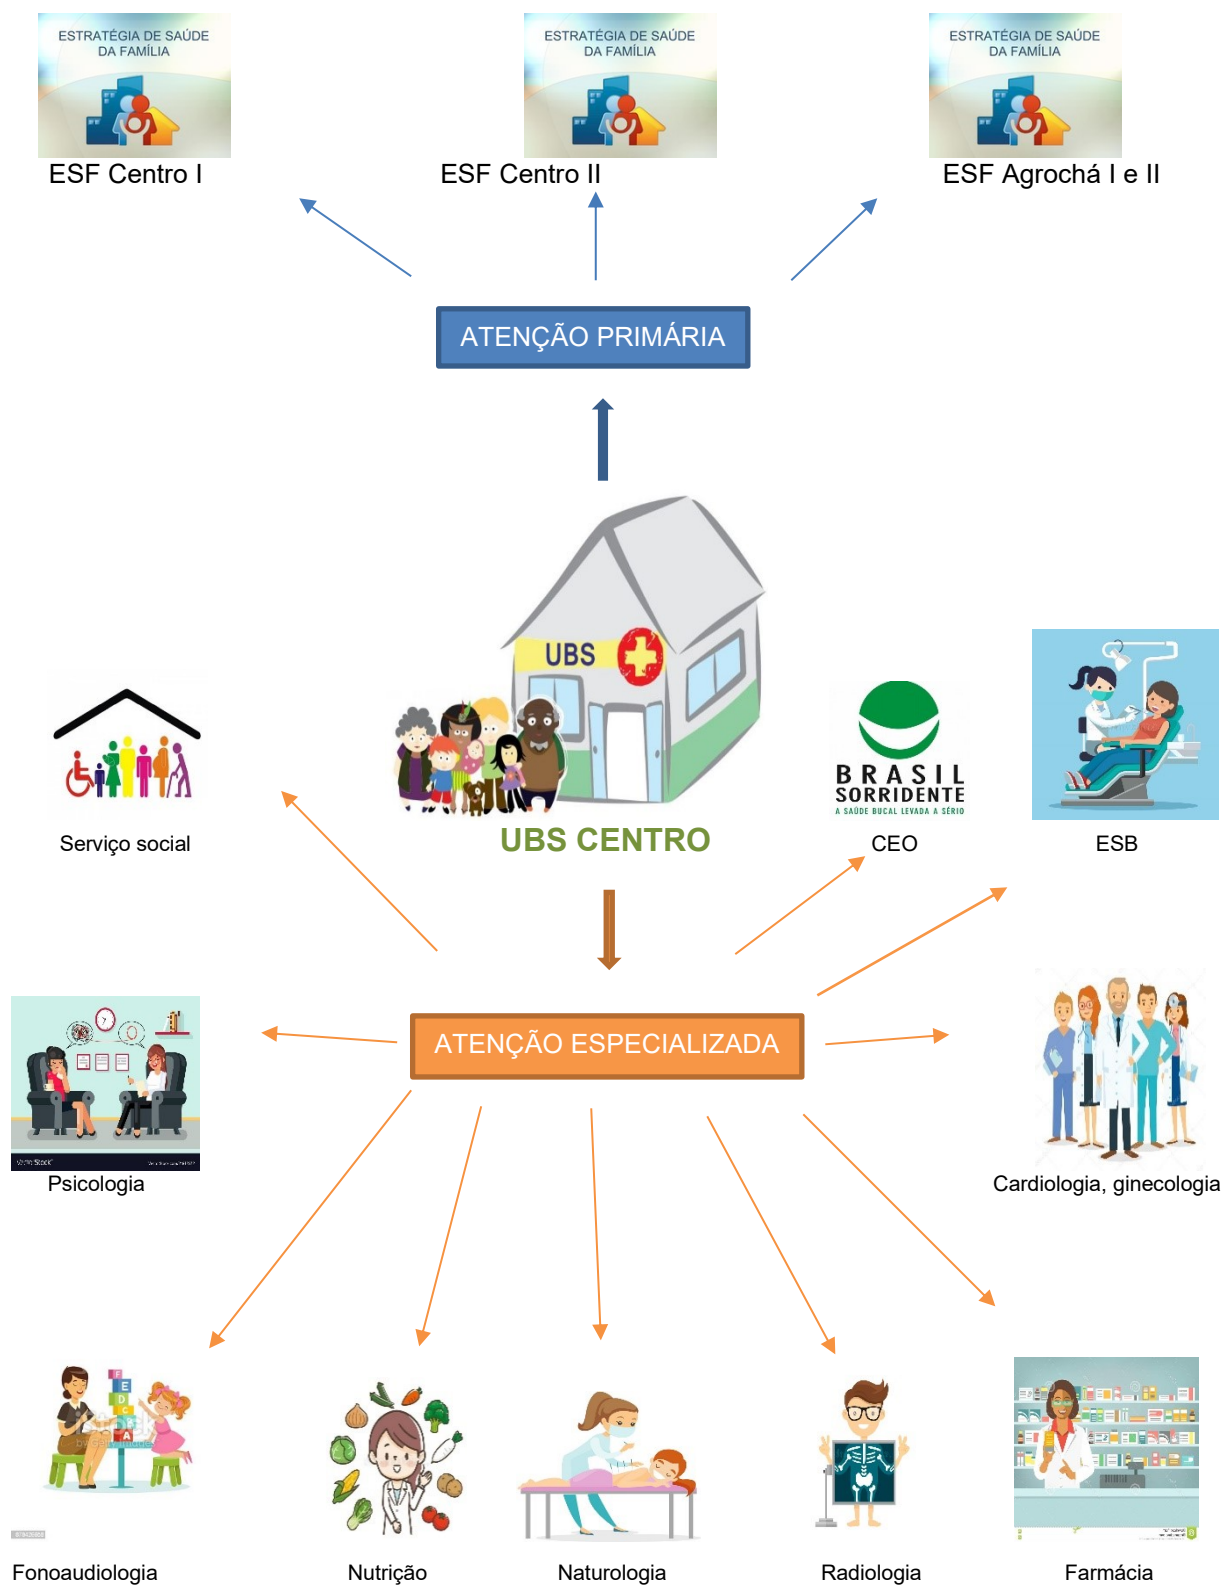 ESTRATÉGIA DE SAÚDE
DA FAMÍLIA
ESTRATÉGIA DE SAÚDE
DA FAMÍLIA
ESTRATÉGIA DE SAÚDE
DA FAMÍLIA
ESF Centro I
ESF Centro II
ESF Agrochá I e II
ATENÇÃO PRIMÁRIA
UBS
BRASIL
SORRIDENTE
A SAÚDE BUCAL LEVADA A SÉRIO
Serviço social
UBS CENTRO
CEO
ESB
ATENÇÃO ESPECIALIZADA
VectorStock
Psicologia
Cardiologia, ginecologia
F
E
D
C
A
iStock
Fonoaudiologia
Nutrição
Naturologia
Radiologia
Farmácia